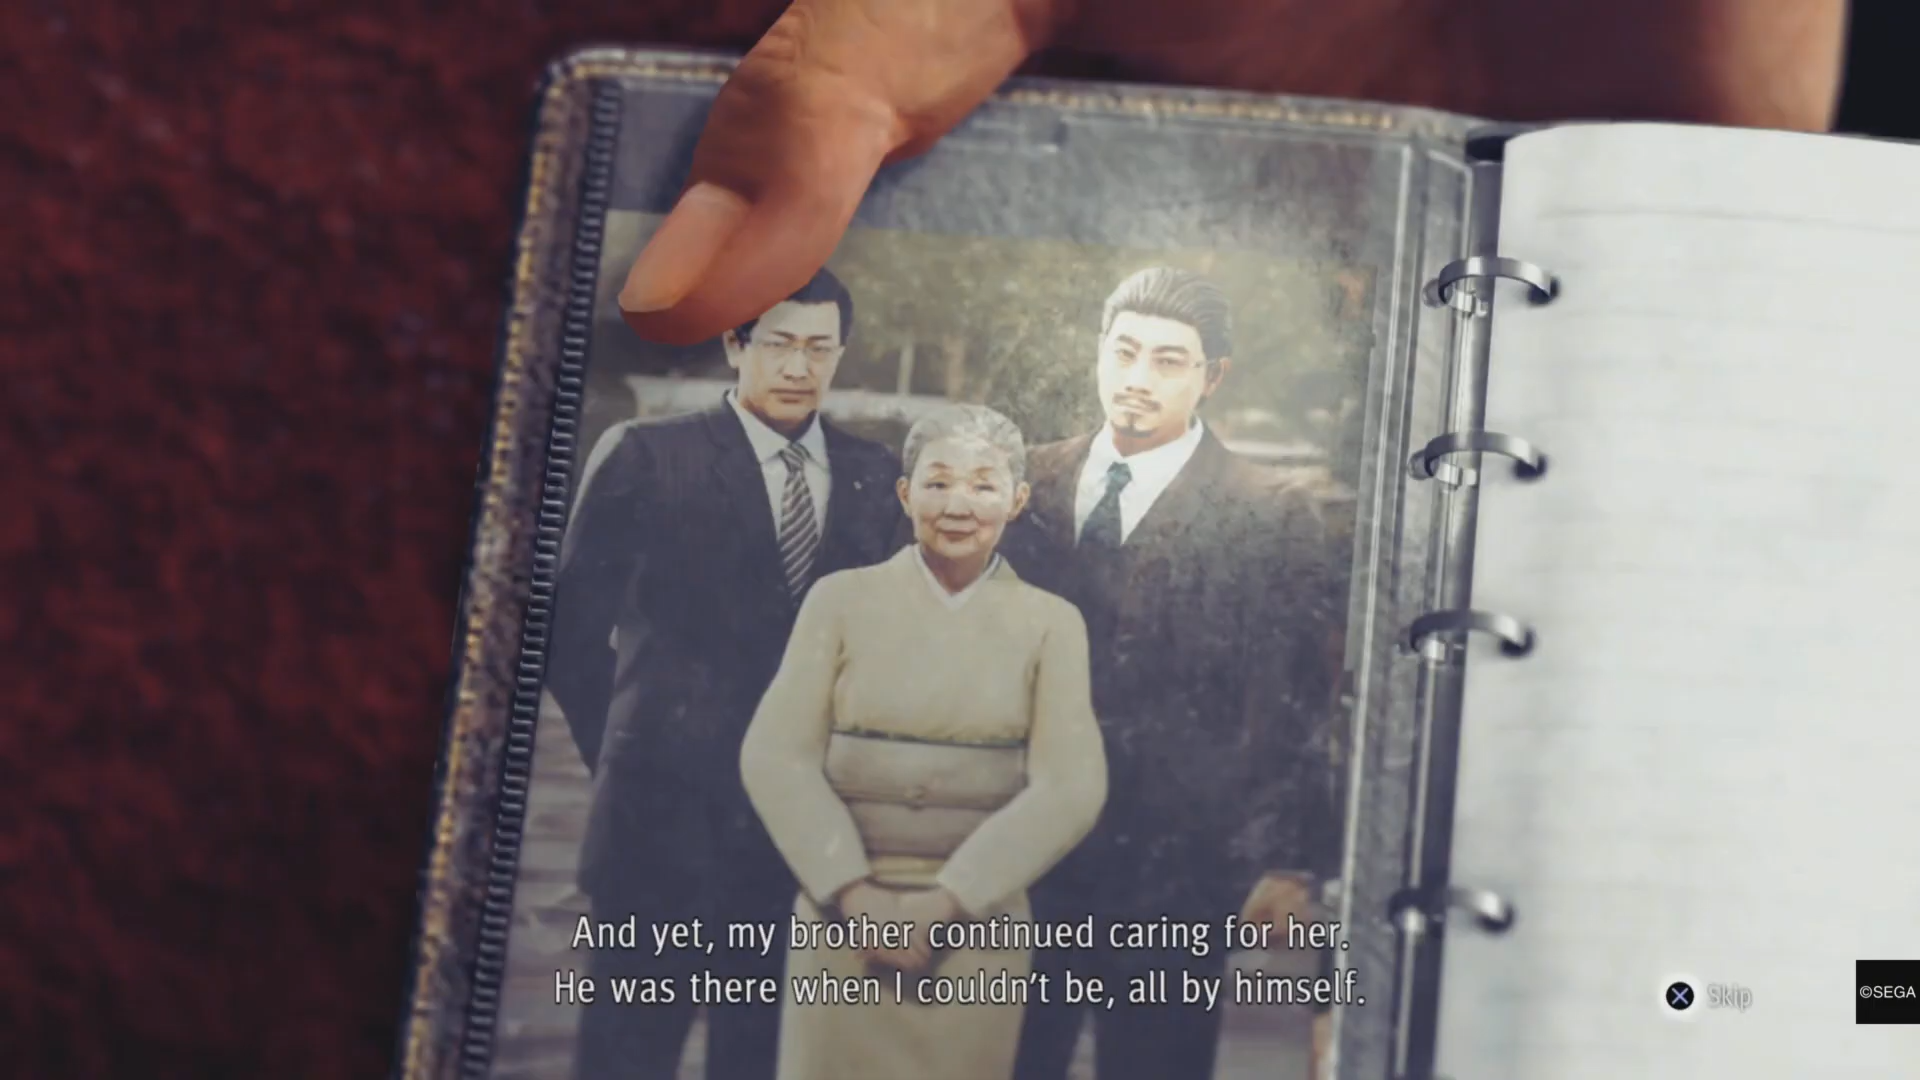 And yet, my brother continued caring for her.
He was there when I couldn't be, all by himself.
Skip
©SEGA